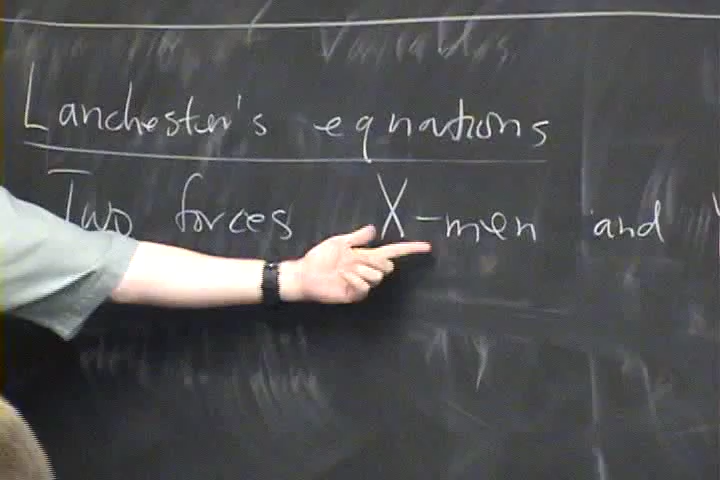 Variables
Lanchester's equations
Two forces X-men and